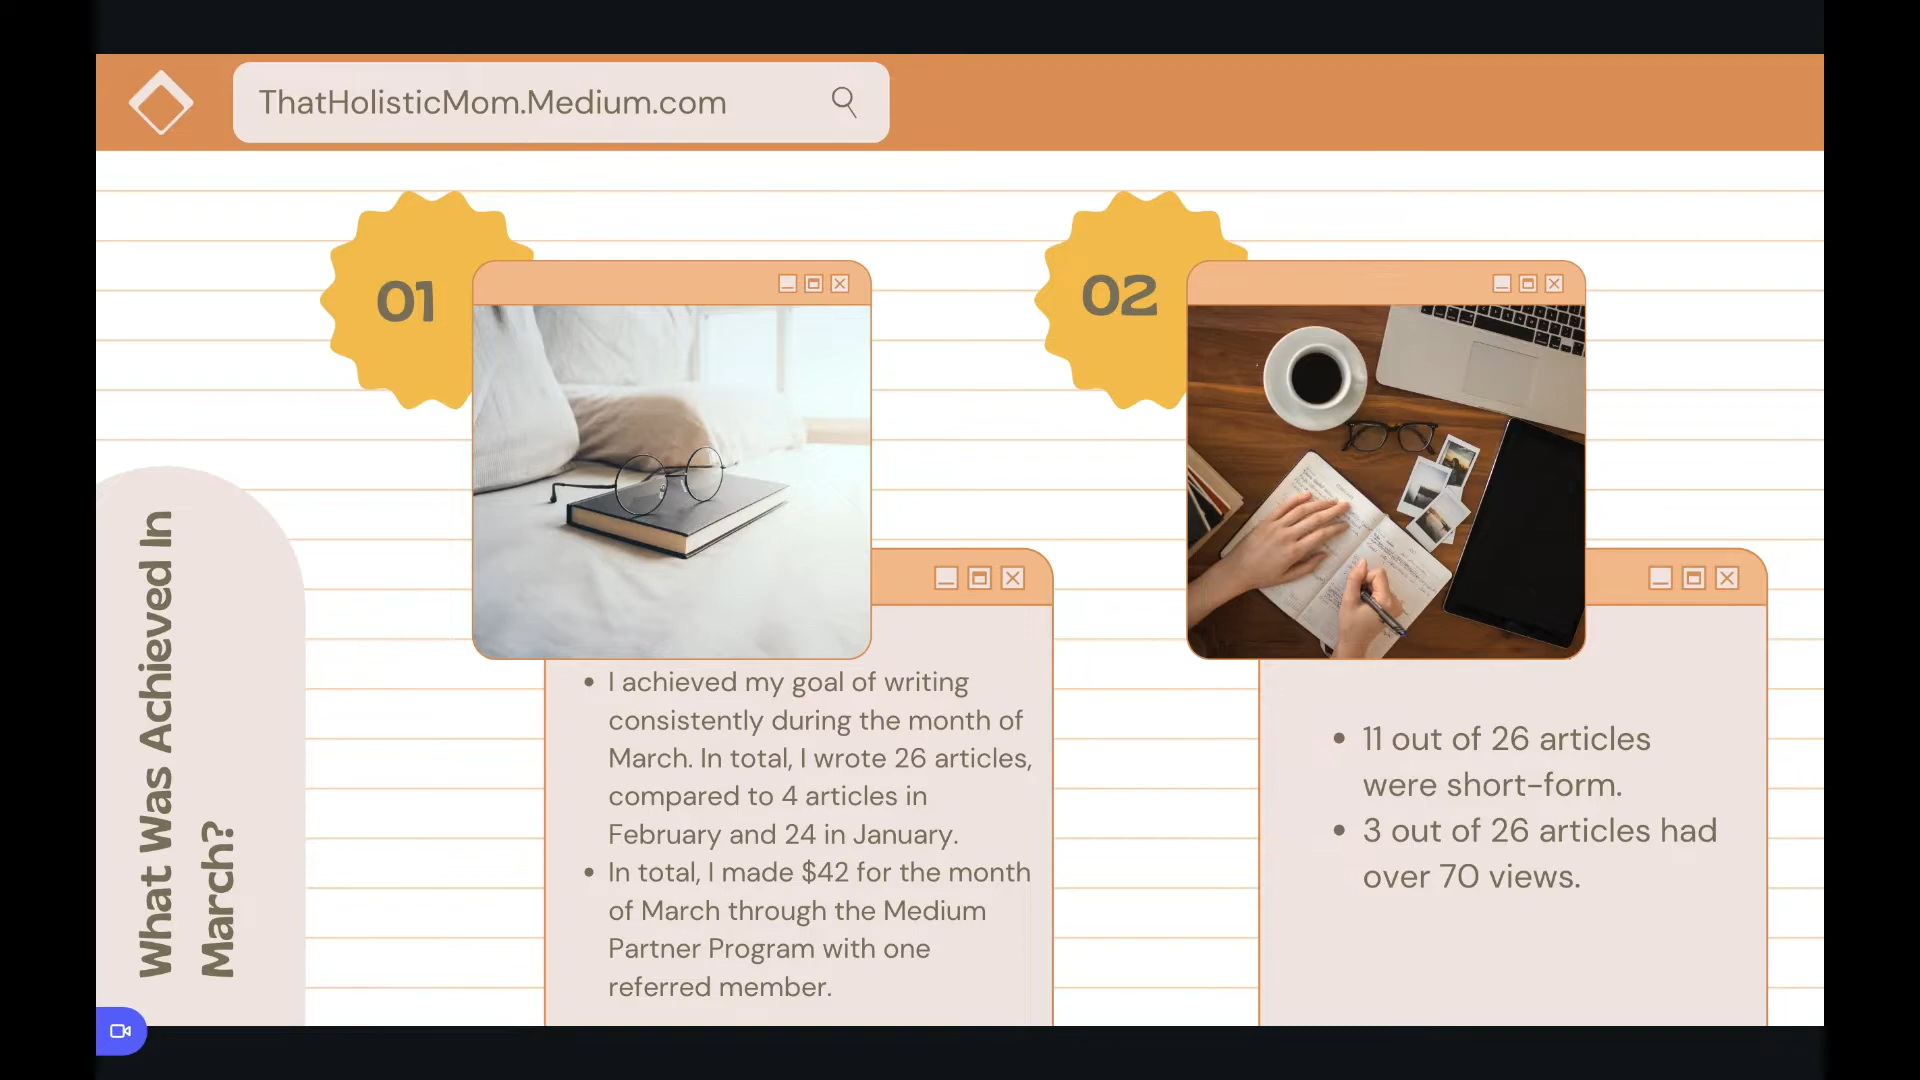 ThatHolisticMom.Medium.com
What Was Achieved In
March?
01
I achieved my goal of writing
consistently during the month of
March. In total, I wrote 26 articles,
compared to 4 articles in
February and 24 in January.
In total, I made $42 for the month
of March through the Medium
Partner Program with one
referred member.
02
11 out of 26 articles
were short-form.
3 out of 26 articles had
over 70 views.